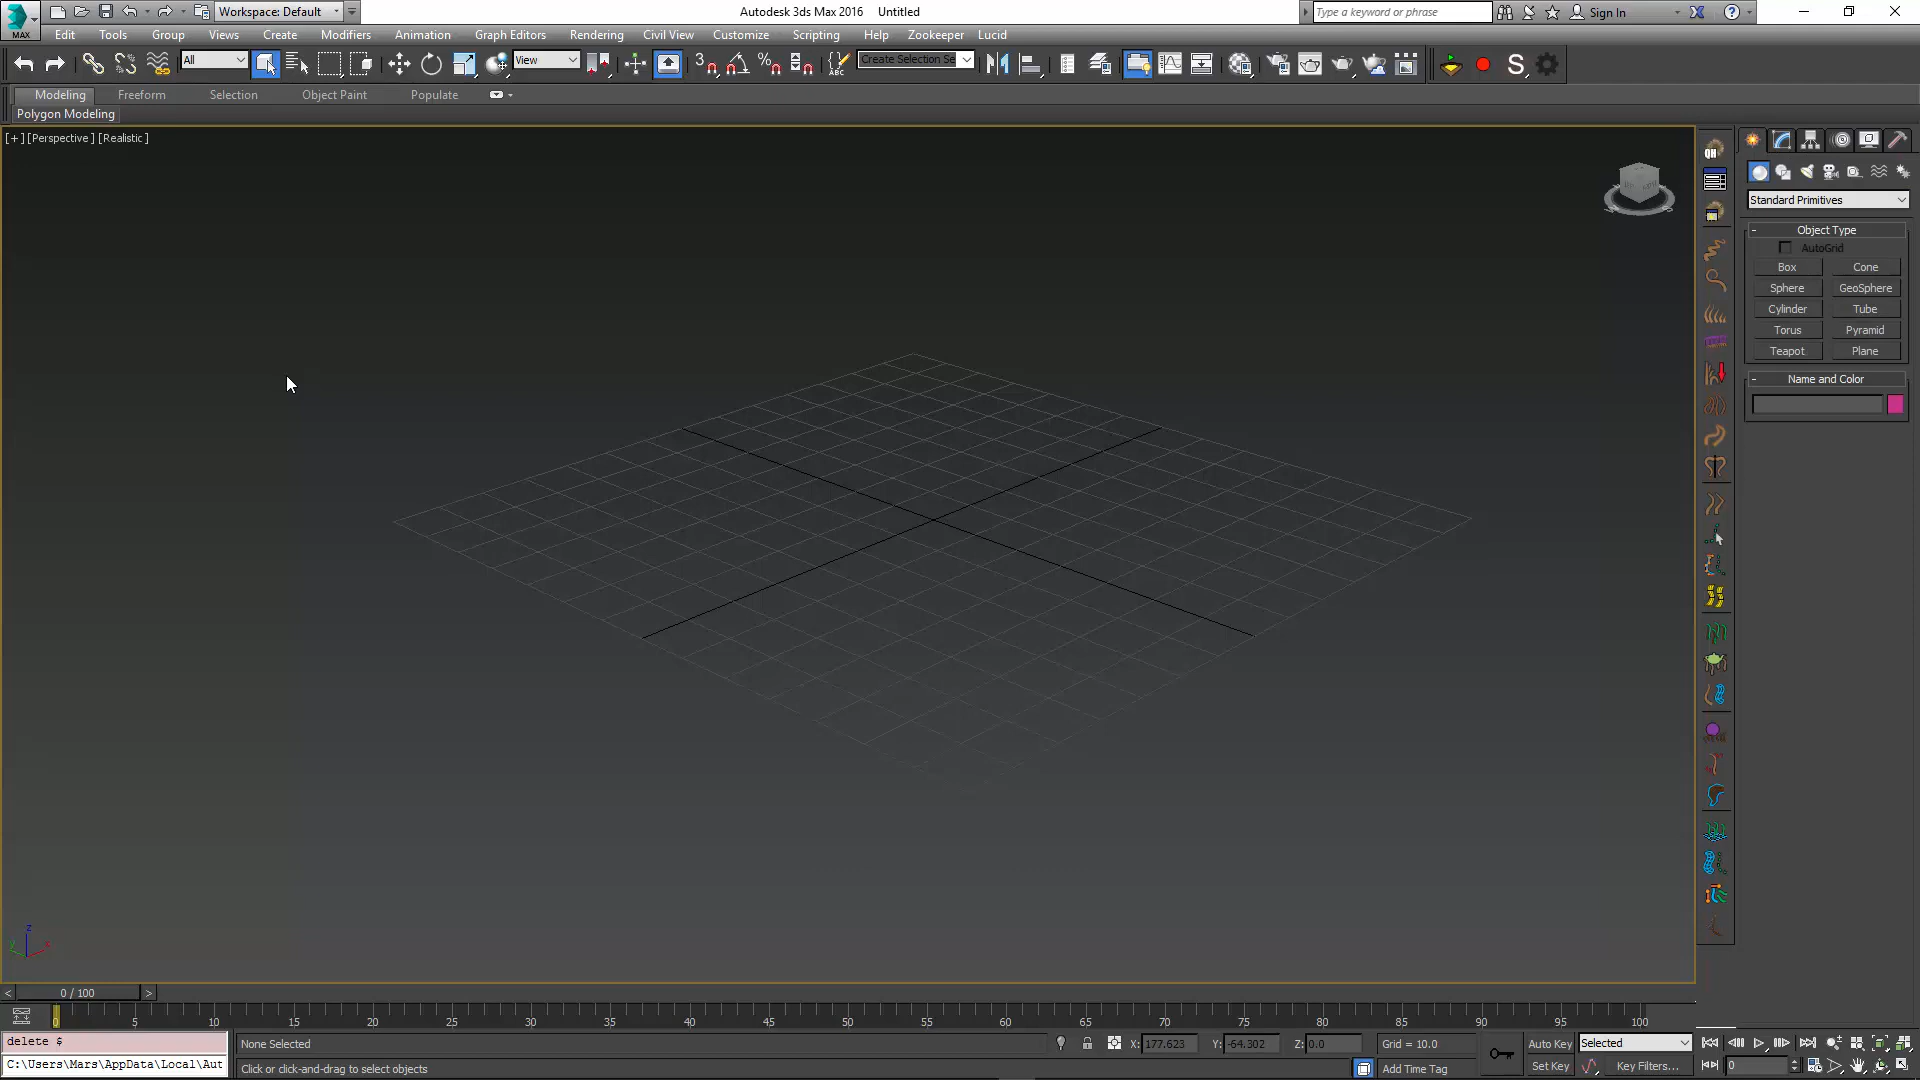 Workspace: Default
Autodesk 3ds Max 2016    Untitled
Type a keyword or phrase
Sign In
MAX
Edit Tools Group Views Create Modifiers Animation Graph Editors Rendering Civil View Customize Scripting Help Zookeeper Lucid
All
View
3
ABC
Create Selection Se
S
Modeling Freeform Selection Object Paint Populate
Polygon Modeling
[+] [Perspective] [Realistic]
QH
Standard Primitives
- Object Type
AutoGrid
Box Cone
Sphere GeoSphere
Cylinder Tube
Torus Pyramid
Teapot Plane
- Name and Color
z
y x
< 0 / 100 >
0 5 10 15 20 25 30 35 40 45 50 55 60 65 70 75 80 85 90 95 100
delete $
None Selected
X: 177.623 Y: -64.302 Z: 0.0
Grid = 10.0
Auto Key
Selected
C:\Users\Mars\AppData\Local\Aut
Click or click-and-drag to select objects
Add Time Tag
Set Key
Key Filters...
0